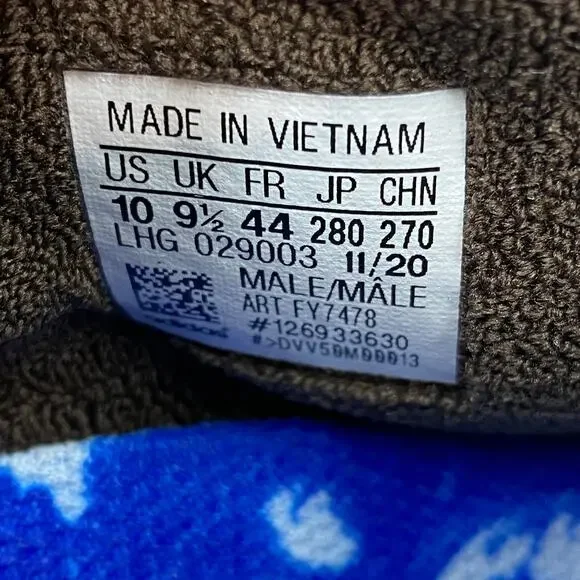 MADE IN VIETNAM
US UK FR JP CHN
10 9½ 44 280 270
LHG 029003 11/20
MALE/MÂLE
ART FY7478
#126933630
#>DVV50M00013
adidas